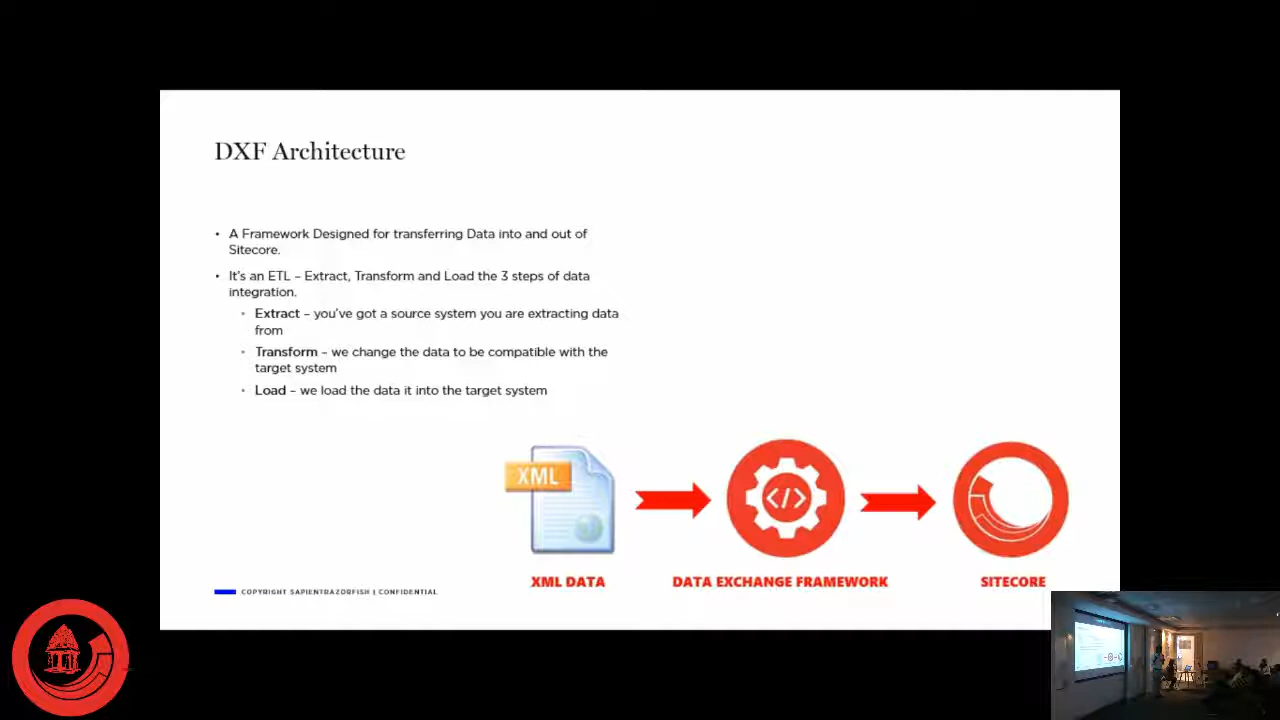 DXF Architecture
• A Framework Designed for transferring Data into and out of
Sitecore.
• It's an ETL – Extract, Transform and Load the 3 steps of data
integration.
• Extract – you've got a source system you are extracting data
from
• Transform – we change the data to be compatible with the
target system
• Load – we load the data it into the target system
XML
</>
XML DATA
DATA EXCHANGE FRAMEWORK
SITECORE
COPYRIGHT SAPIENTRAZORFISH | CONFIDENTIAL